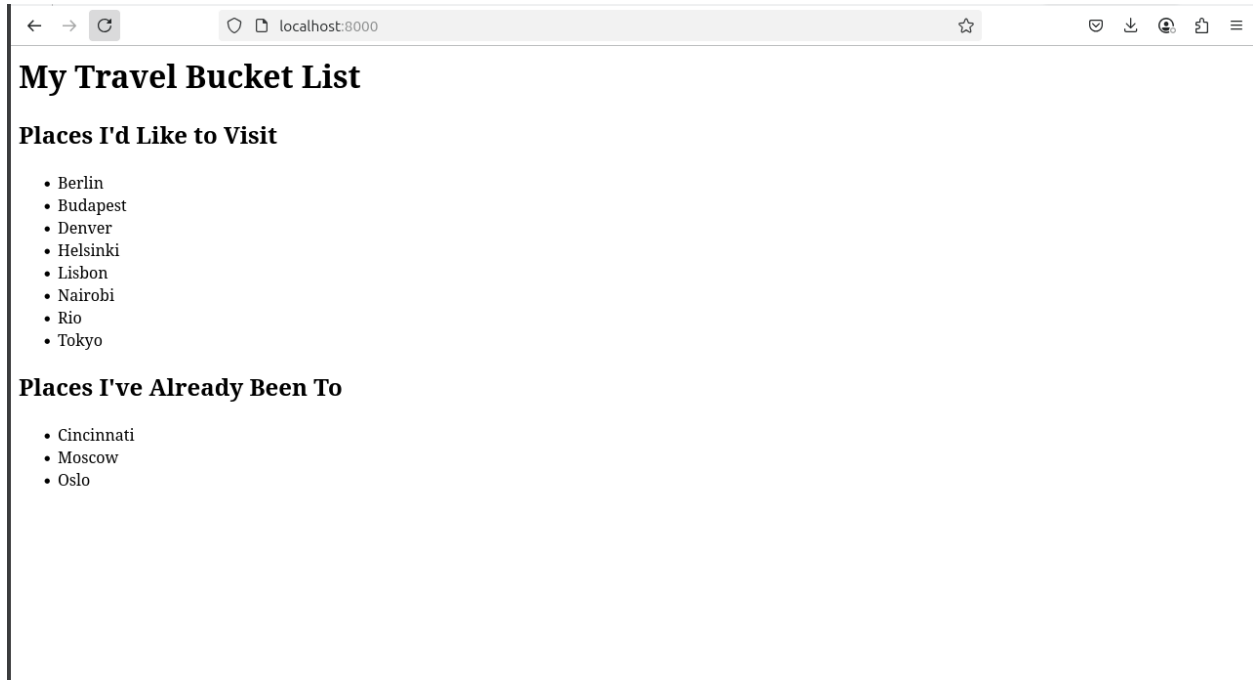 localhost:8000
My Travel Bucket List
Places I'd Like to Visit
Berlin
Budapest
Denver
Helsinki
Lisbon
Nairobi
Rio
Tokyo
Places I've Already Been To
Cincinnati
Moscow
Oslo